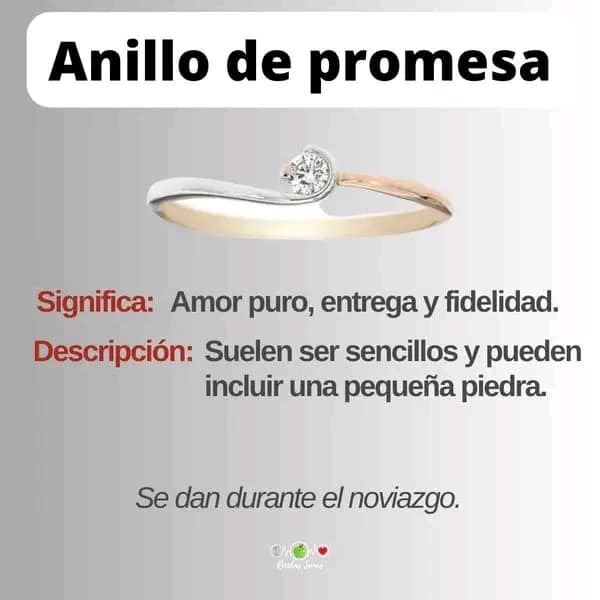 Anillo de promesa
Significa: Amor puro, entrega y fidelidad.
Descripción: Suelen ser sencillos y pueden
incluir una pequeña piedra.
Se dan durante el noviazgo.